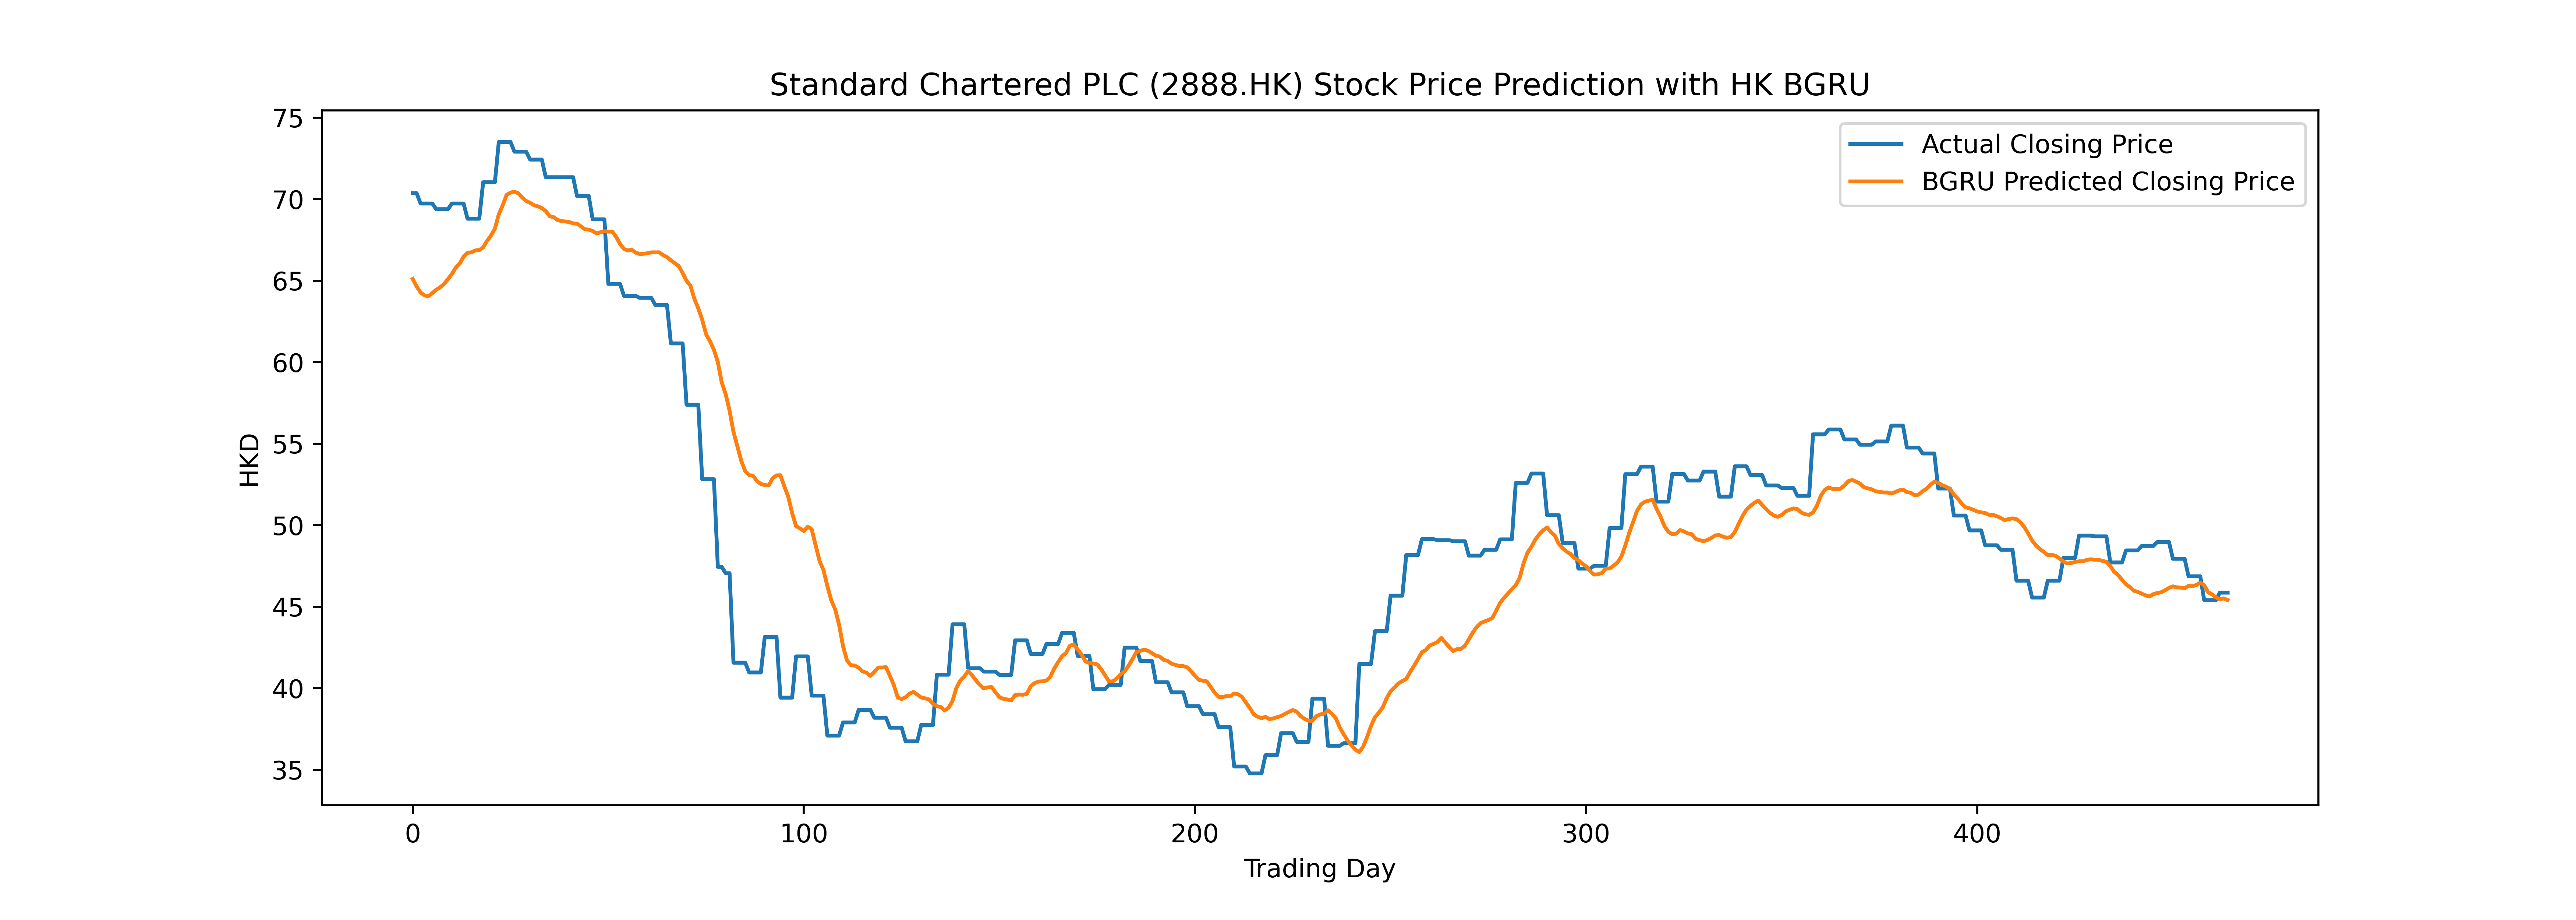 Standard Chartered PLC (2888.HK) Stock Price Prediction with HK BGRU
Actual Closing Price
BGRU Predicted Closing Price
HKD
75
70
65
60
55
50
45
40
35
0 100 200 300 400
Trading Day